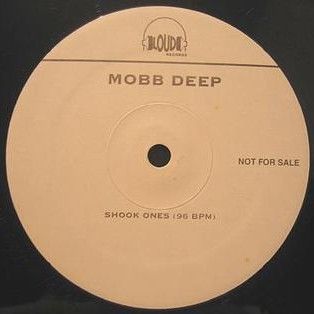 LOUD
RECORDS
MOBB DEEP
NOT FOR SALE
SHOOK ONES (96 BPM)